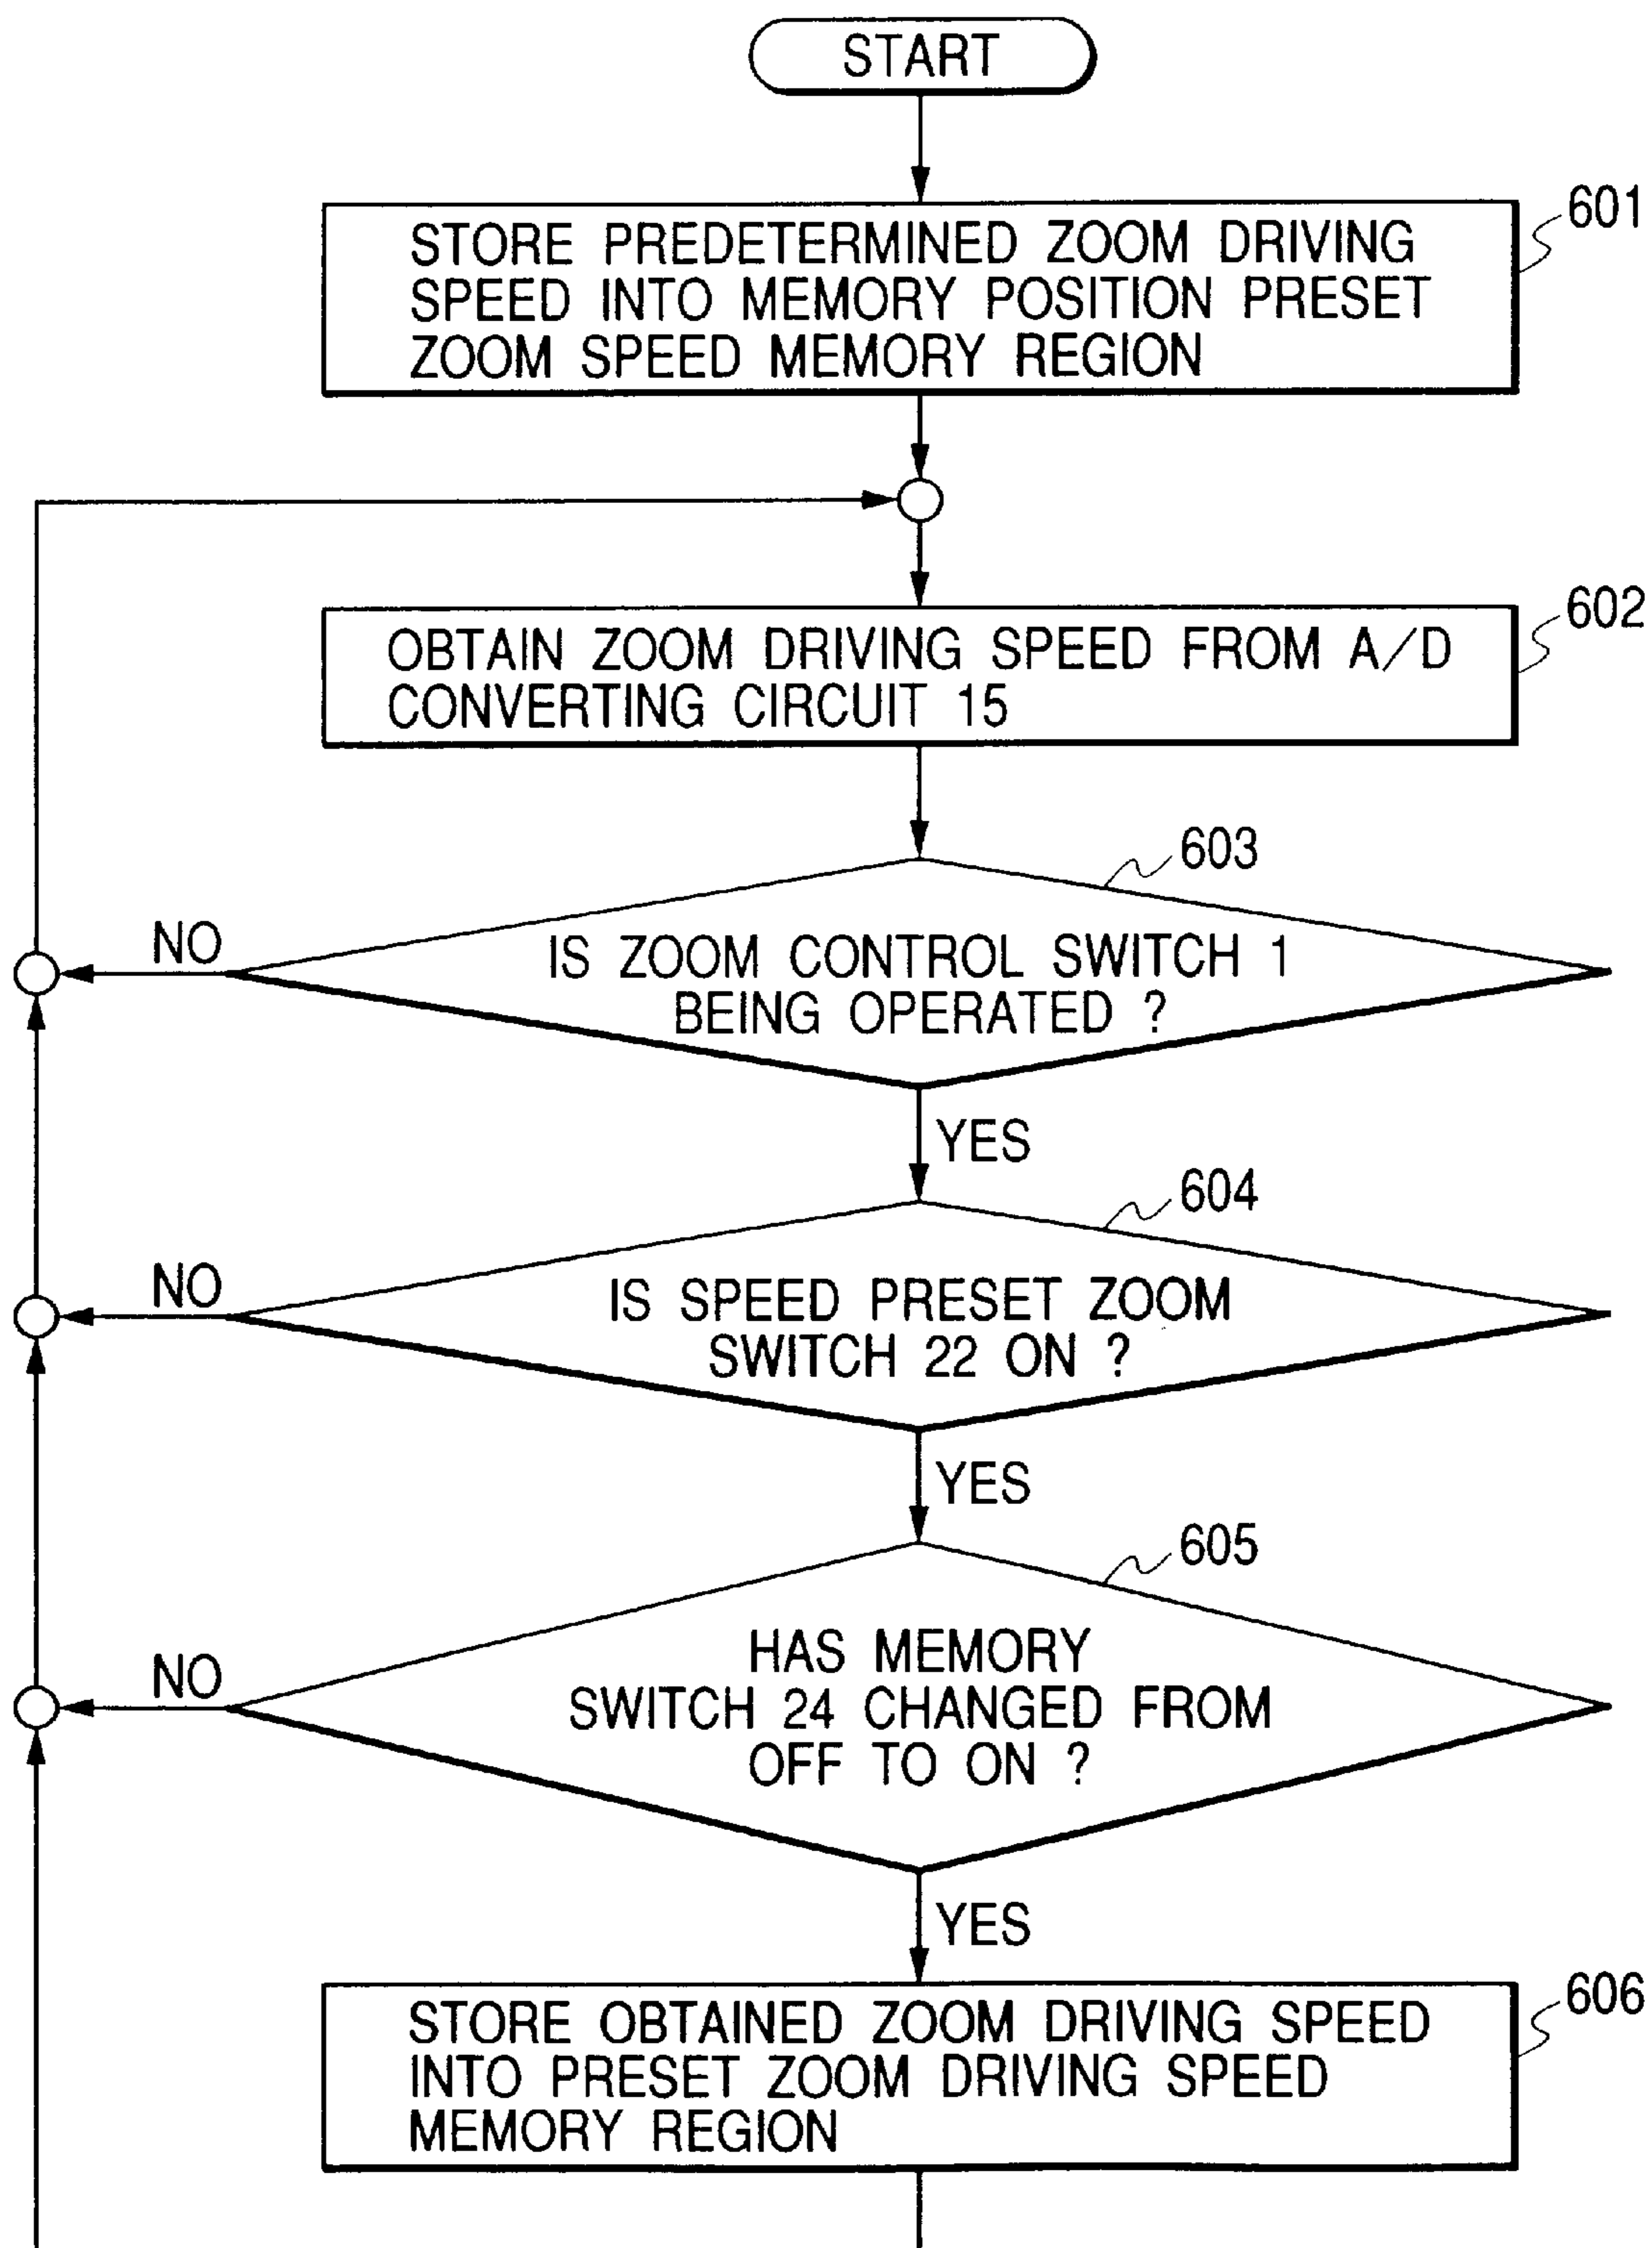 START
601
STORE PREDETERMINED ZOOM DRIVING
SPEED INTO MEMORY POSITION PRESET
ZOOM SPEED MEMORY REGION
602
OBTAIN ZOOM DRIVING SPEED FROM A/D
CONVERTING CIRCUIT 15
603
NO
IS ZOOM CONTROL SWITCH 1
BEING OPERATED ?
YES
604
NO
IS SPEED PRESET ZOOM
SWITCH 22 ON ?
YES
605
NO
HAS MEMORY
SWITCH 24 CHANGED FROM
OFF TO ON ?
YES
606
STORE OBTAINED ZOOM DRIVING SPEED
INTO PRESET ZOOM DRIVING SPEED
MEMORY REGION